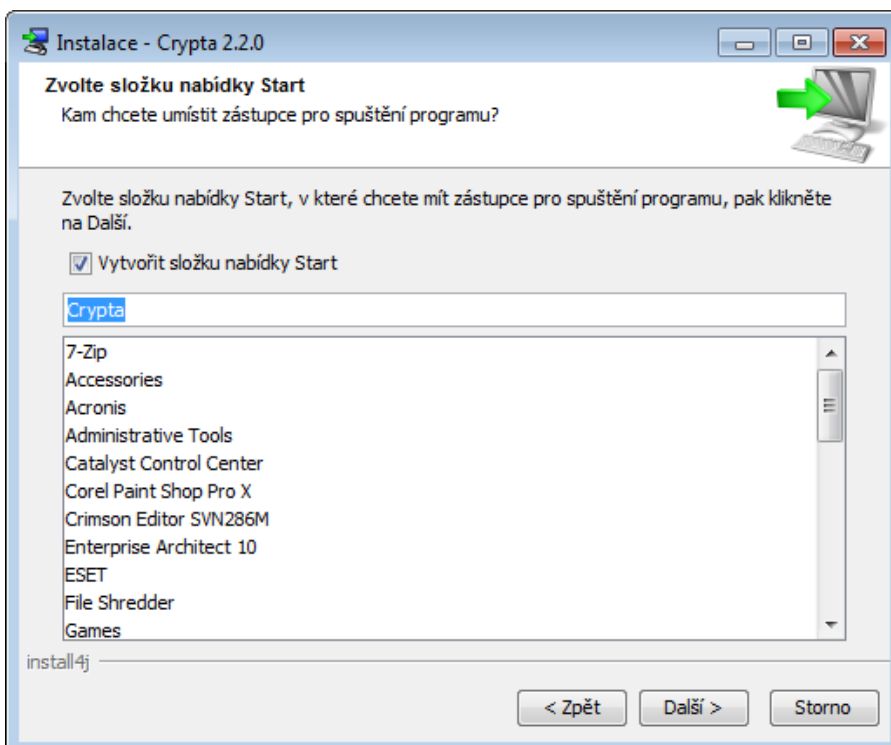 Instalace - Crypta 2.2.0
Zvolte složku nabídky Start
Kam chcete umístit zástupce pro spuštění programu?
Zvolte složku nabídky Start, v které chcete mít zástupce pro spuštění programu, pak klikněte
na Další.
Vytvořit složku nabídky Start
Crypta
7-Zip
Accessories
Acronis
Administrative Tools
Catalyst Control Center
Corel Paint Shop Pro X
Crimson Editor SVN286M
Enterprise Architect 10
ESET
File Shredder
Games
install4j
< Zpět
Další >
Storno